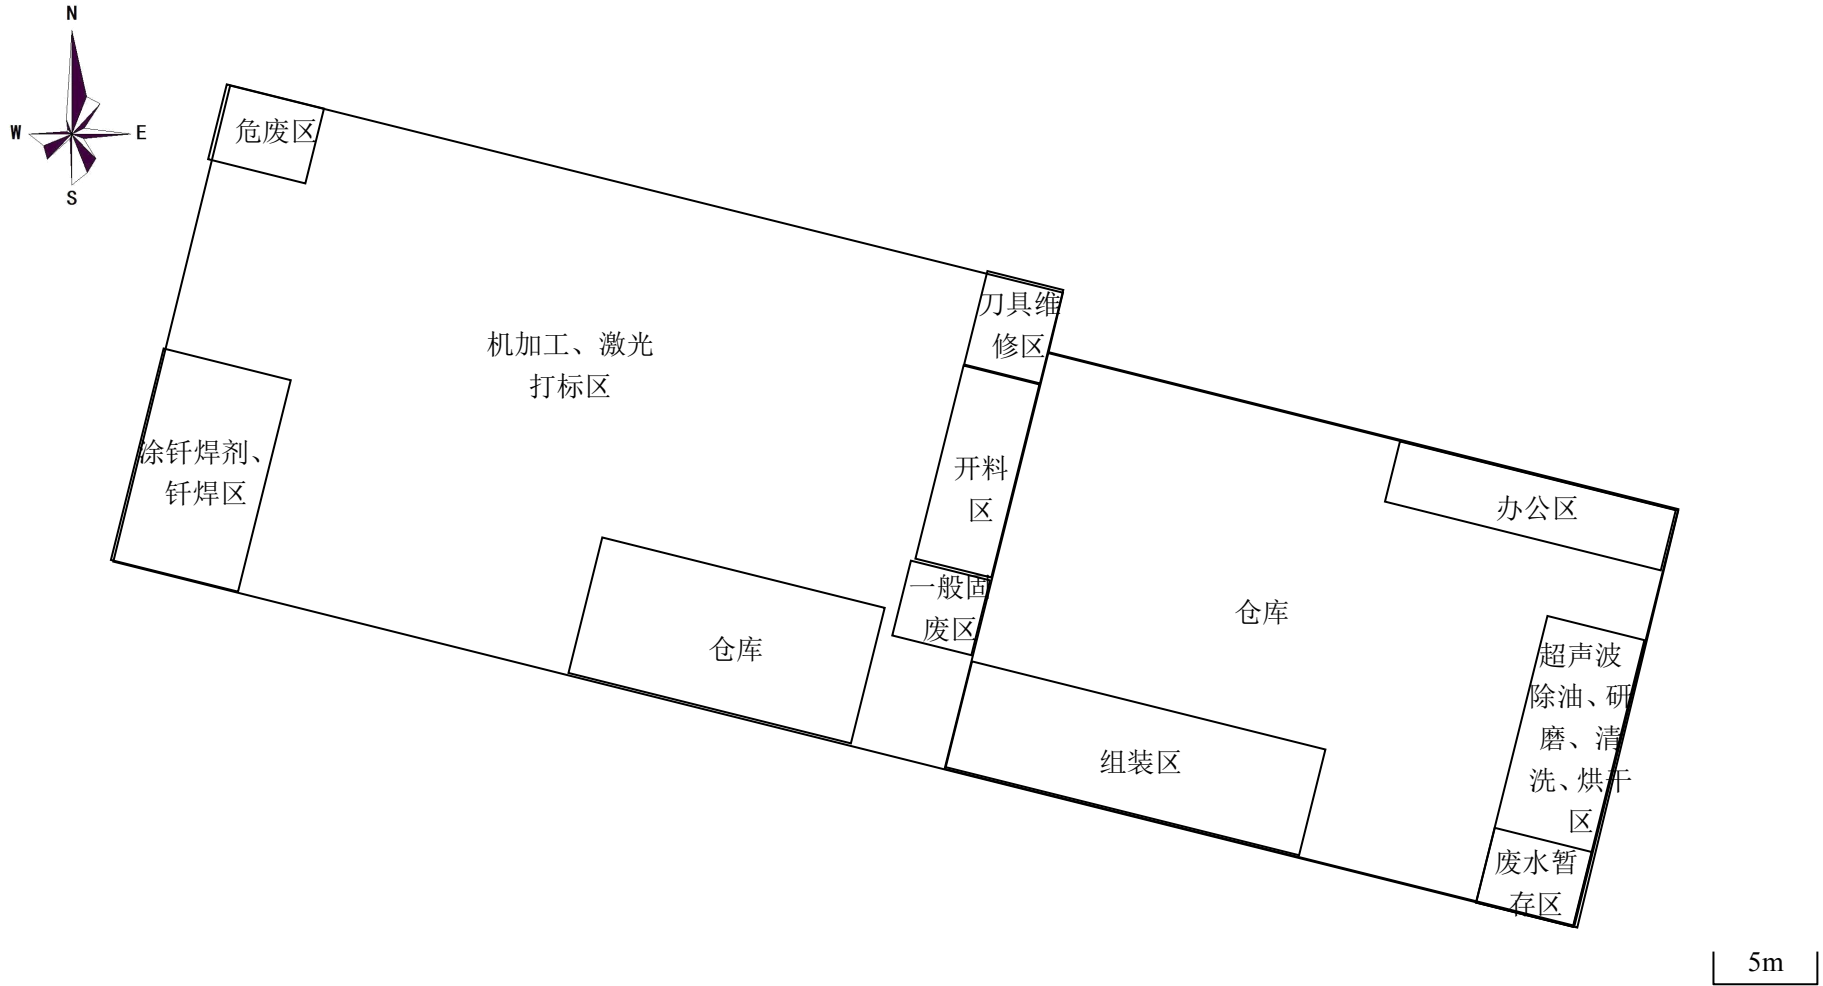 N
W
E
S
危废区
机加工、激光
打标区
涂钎焊剂、
钎焊区
仓库
刀具维
修区
开料
区
一般固
废区
仓库
办公区
组装区
超声波
除油、研
磨、清
洗、烘干
区
废水暂
存区
5m